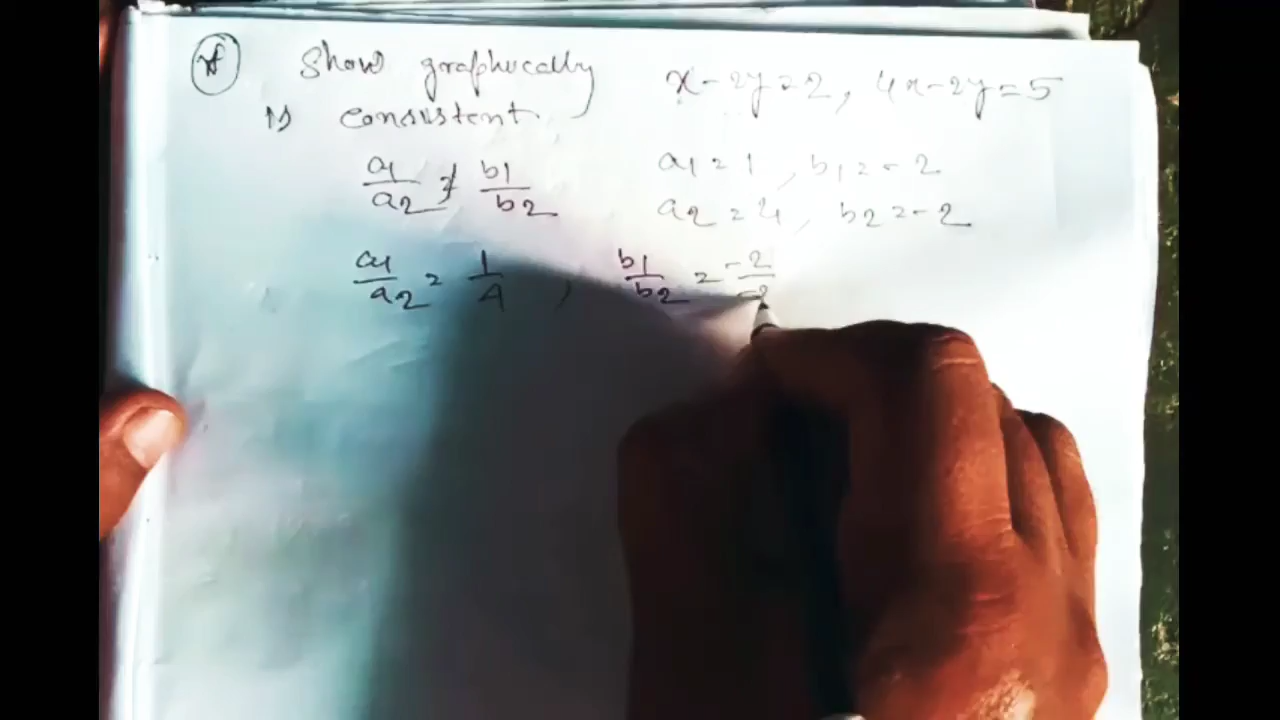 * Show graphically x-2y=2, 4x-2y=5
is consistent
a1/a2 ≠ b1/b2 a1=1, b1=-2
a2=4, b2=-2
a1/a2 = 1/4, b1/b2 = -2/-2